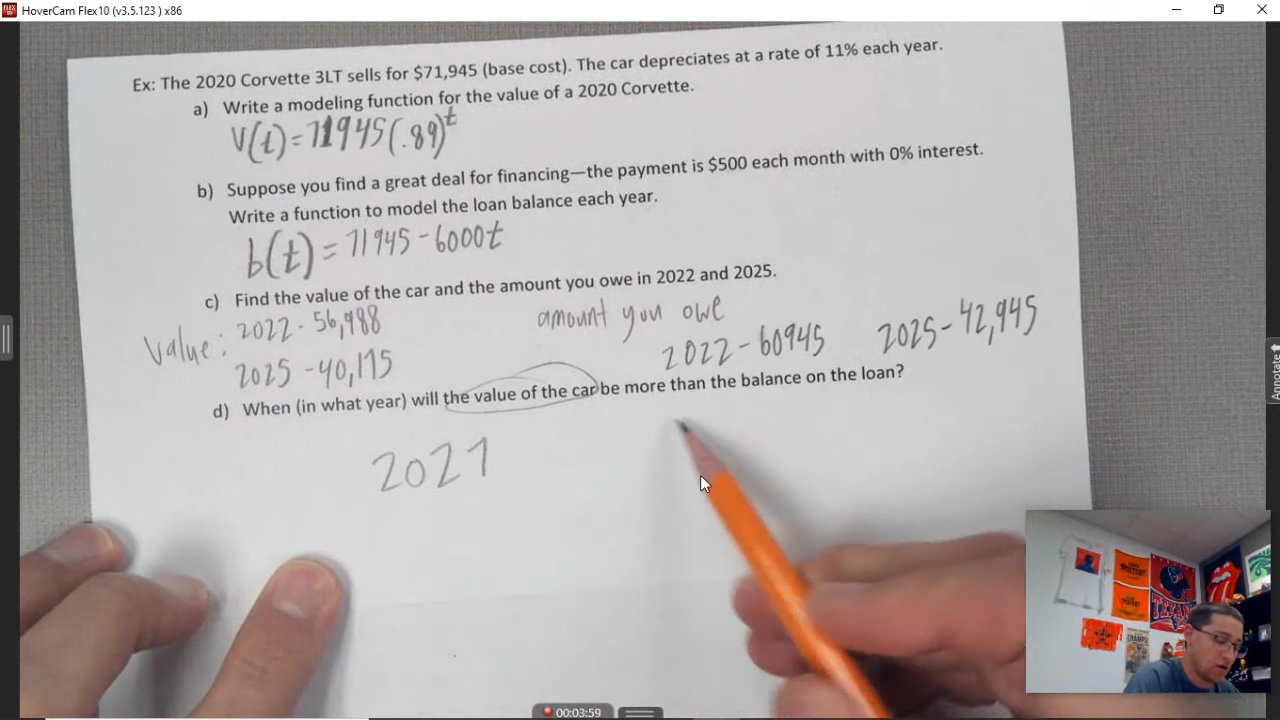 HoverCam Flex10 (v3.5.123 ) x86
Ex: The 2020 Corvette 3LT sells for $71,945 (base cost). The car depreciates at a rate of 11% each year.
a) Write a modeling function for the value of a 2020 Corvette.
V(t)=71945(.89)^t
b) Suppose you find a great deal for financing—the payment is $500 each month with 0% interest.
Write a function to model the loan balance each year.
b(t)=71945-6000t
c) Find the value of the car and the amount you owe in 2022 and 2025.
Value: 2022-56,988
2025-40,175
amount you owe
2022-60945 2025-42,945
d) When (in what year) will the value of the car be more than the balance on the loan?
2027
Annotate
TEXANS
00:03:59